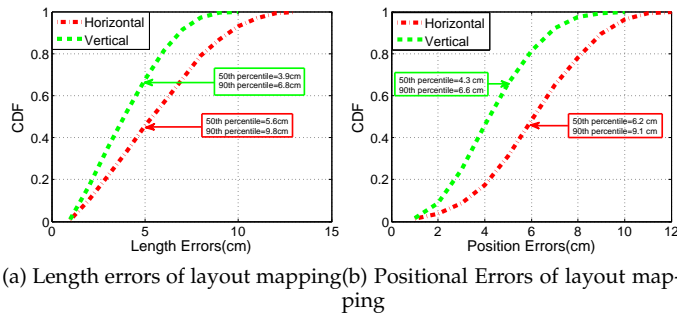 1
0.8
0.6
0.4
0.2
0
0
5
10
15
CDF
Length Errors(cm)
Horizontal
Vertical
50th percentile=3.9cm
90th percentile=6.8cm
50th percentile=5.6cm
90th percentile=9.8cm
1
0.8
0.6
0.4
0.2
0
0
2
4
6
8
10
12
CDF
Position Errors(cm)
Horizontal
Vertical
50th percentile=4.3 cm
90th percentile=6.6 cm
50th percentile=6.2 cm
90th percentile=9.1 cm
(a) Length errors of layout mapping
(b) Positional Errors of layout map-
ping